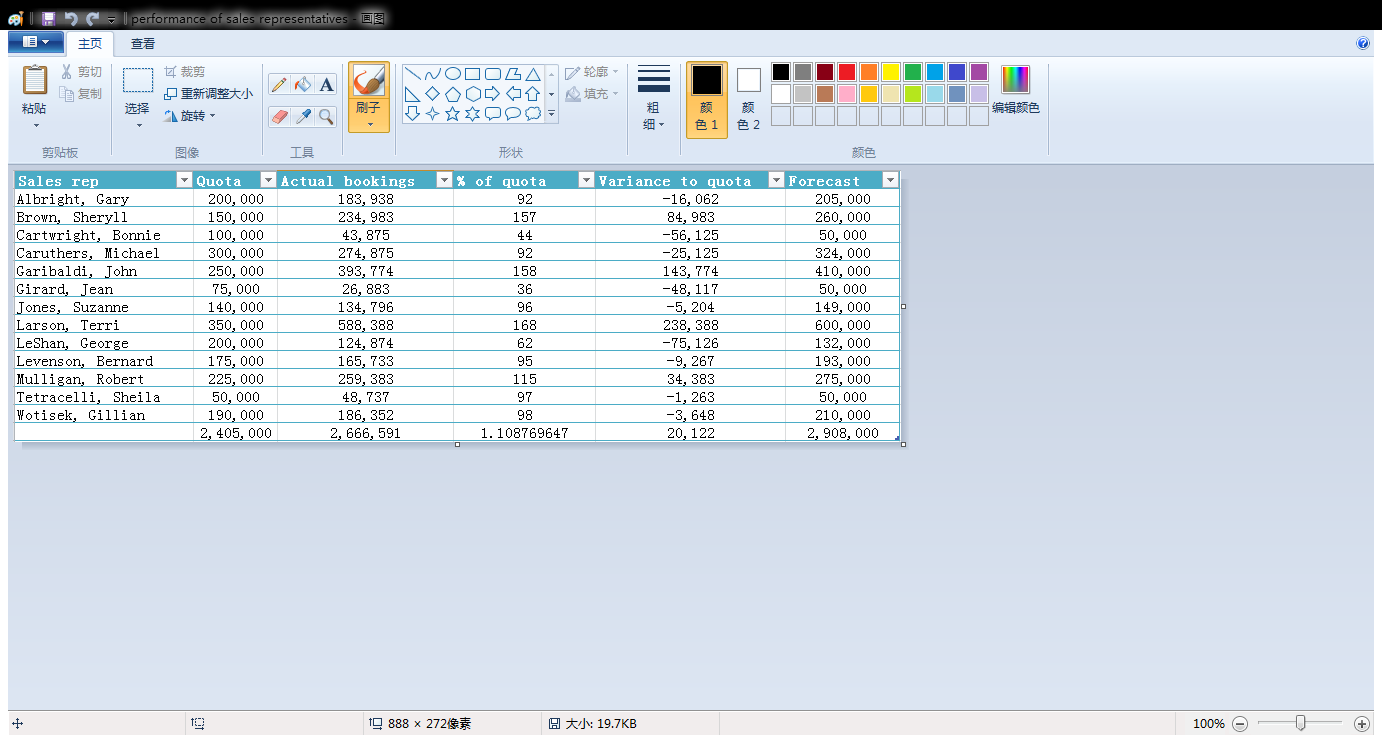 performance of sales representatives - 画图
主页 查看
粘贴 剪切 复制 选择 裁剪 重新调整大小 旋转 A 刷子 轮廓 填充 粗细 颜色 1 颜色 2 编辑颜色
剪贴板 图像 工具 形状 颜色
Sales rep Quota Actual bookings % of quota Variance to quota Forecast
Albright, Gary 200,000 183,938 92 -16,062 205,000
Brown, Sheryll 150,000 234,983 157 84,983 260,000
Cartwright, Bonnie 100,000 43,875 44 -56,125 50,000
Caruthers, Michael 300,000 274,875 92 -25,125 324,000
Garibaldi, John 250,000 393,774 158 143,774 410,000
Girard, Jean 75,000 26,883 36 -48,117 50,000
Jones, Suzanne 140,000 134,796 96 -5,204 149,000
Larson, Terri 350,000 588,388 168 238,388 600,000
LeShan, George 200,000 124,874 62 -75,126 132,000
Levenson, Bernard 175,000 165,733 95 -9,267 193,000
Mulligan, Robert 225,000 259,383 115 34,383 275,000
Tetracelli, Sheila 50,000 48,737 97 -1,263 50,000
Wotisek, Gillian 190,000 186,352 98 -3,648 210,000
2,405,000 2,666,591 1.108769647 20,122 2,908,000
888 × 272像素 大小: 19.7KB 100%